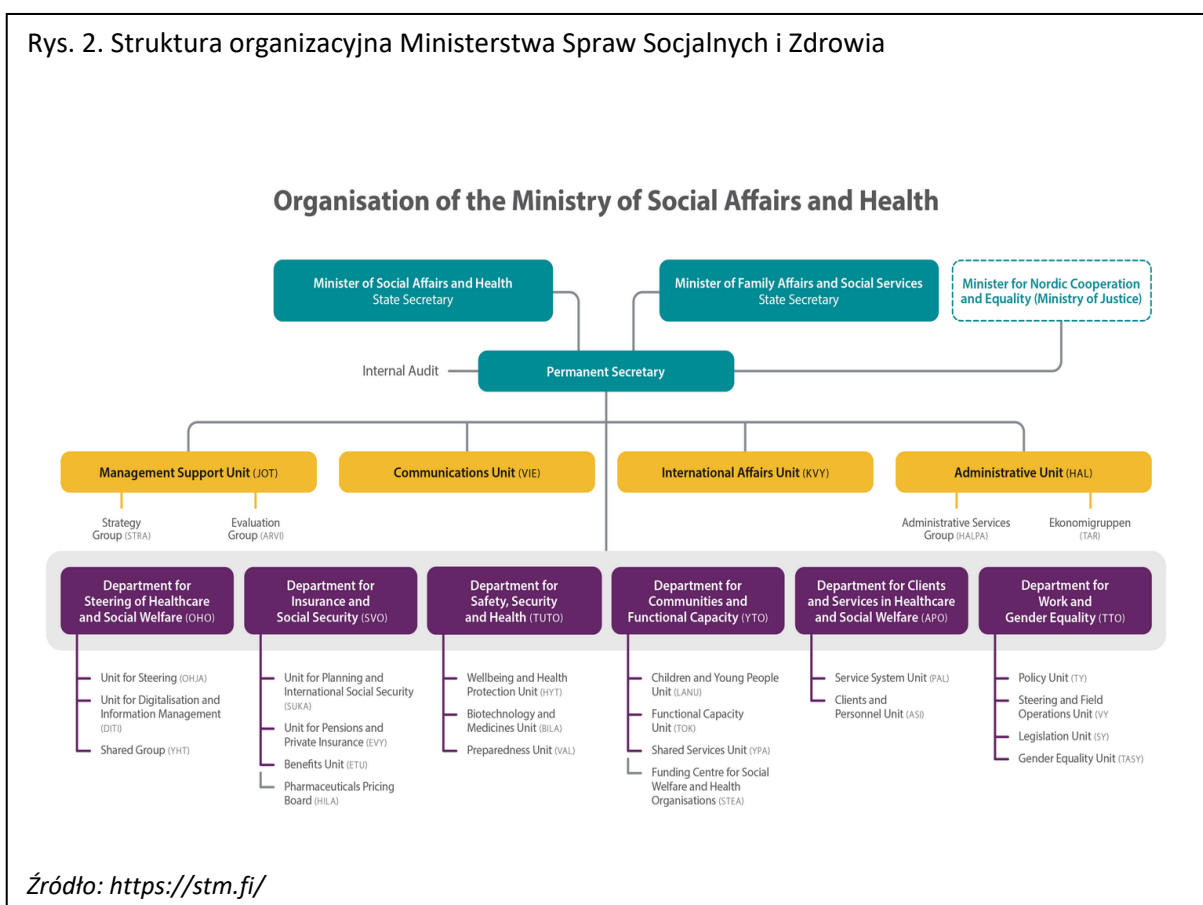 Rys. 2. Struktura organizacyjna Ministerstwa Spraw Socjalnych i Zdrowia
Organisation of the Ministry of Social Affairs and Health
Minister of Social Affairs and Health
State Secretary
Minister of Family Affairs and Social Services
State Secretary
Minister for Nordic Cooperation
and Equality (Ministry of Justice)
Internal Audit
Permanent Secretary
Management Support Unit (JOT)
Communications Unit (VIE)
International Affairs Unit (KVY)
Administrative Unit (HAL)
Strategy
Group (STRA)
Evaluation
Group (ARVI)
Administrative Services
Group (HALPA)
Ekonomigruppen
(TAR)
Department for
Steering of Healthcare
and Social Welfare (OHO)
Department for
Insurance and
Social Security (SVO)
Department for
Safety, Security
and Health (TUTO)
Department for
Communities and
Functional Capacity (YTO)
Department for Clients
and Services in Healthcare
and Social Welfare (APO)
Department for
Work and
Gender Equality (TTO)
Unit for Steering (OHJA)
Unit for Digitalisation and
Information Management
(DITI)
Shared Group (YHT)
Unit for Planning and
International Social Security
(SUKA)
Unit for Pensions and
Private Insurance (EVY)
Benefits Unit (ETU)
Pharmaceuticals Pricing
Board (HILA)
Wellbeing and Health
Protection Unit (HYT)
Biotechnology and
Medicines Unit (BILA)
Preparedness Unit (VAL)
Children and Young People
Unit (LANU)
Functional Capacity
Unit (TOK)
Shared Services Unit (YPA)
Funding Centre for Social
Welfare and Health
Organisations (STEA)
Service System Unit (PAL)
Clients and
Personnel Unit (ASI)
Policy Unit (TY)
Steering and Field
Operations Unit (VY
Legislation Unit (SY)
Gender Equality Unit (TASY)
Źródło: https://stm.fi/